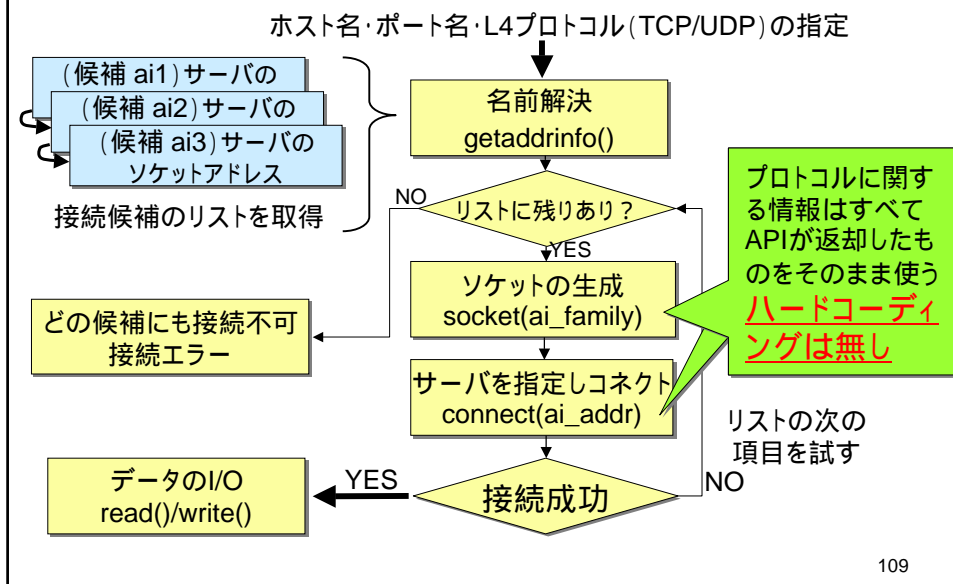 ホスト名・ポート名・L4プロトコル(TCP/UDP)の指定
(候補 ai1)サーバの
(候補 ai2)サーバの
(候補 ai3)サーバの
ソケットアドレス
接続候補のリストを取得
名前解決
getaddrinfo()
リストに残りあり？
NO
YES
どの候補にも接続不可
接続エラー
ソケットの生成
socket(ai_family)
サーバを指定しコネクト
connect(ai_addr)
プロトコルに関す
る情報はすべて
APIが返却したも
のをそのまま使う
ハードコーディ
ングは無し
リストの次の
項目を試す
接続成功
NO
YES
データのI/O
read()/write()
109